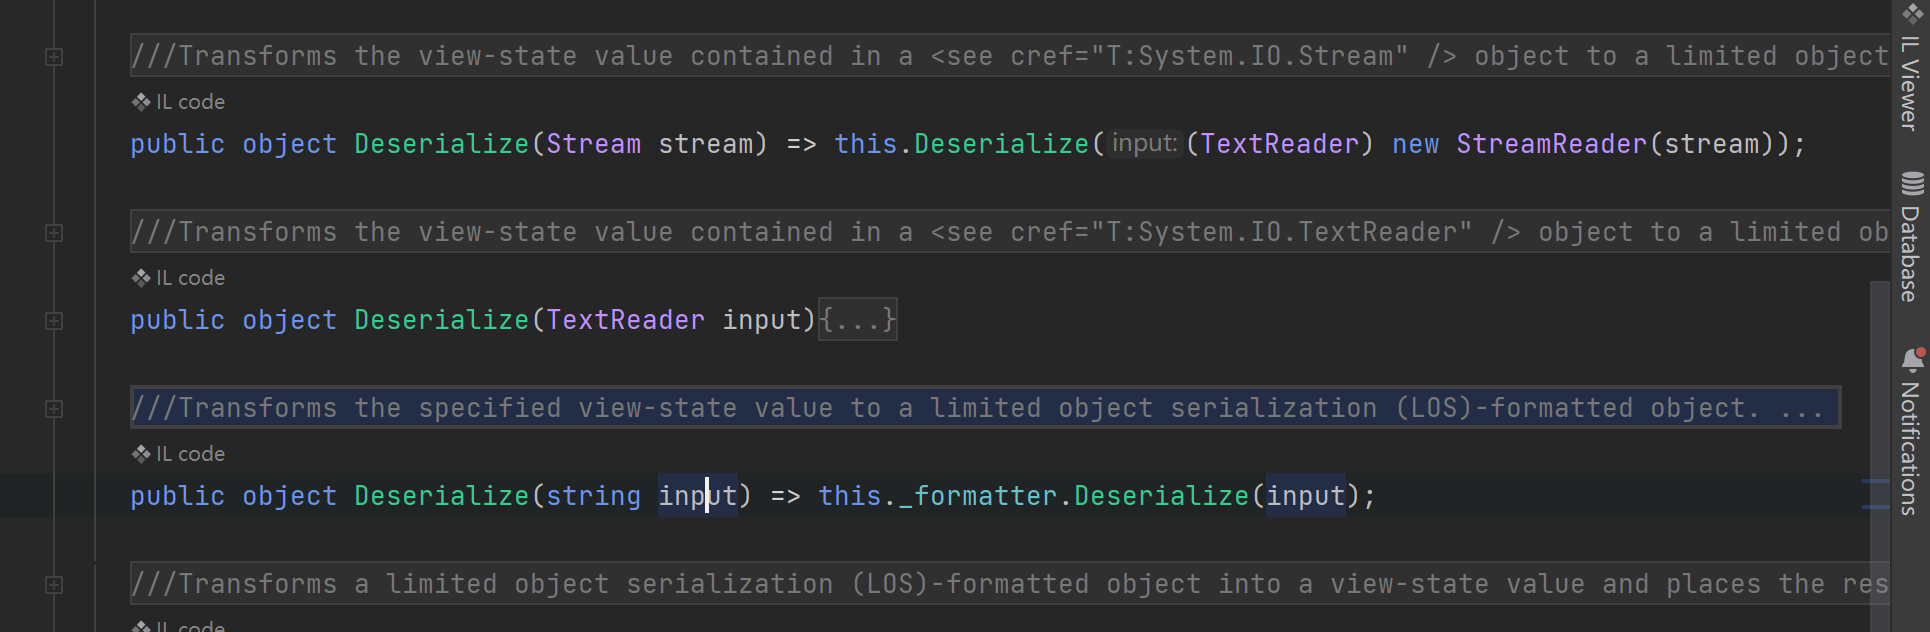 ///Transforms the view-state value contained in a <see cref="T:System.IO.Stream" /> object to a limited object
IL code
public object Deserialize(Stream stream) => this.Deserialize(input:(TextReader) new StreamReader(stream));
///Transforms the view-state value contained in a <see cref="T:System.IO.TextReader" /> object to a limited ob
IL code
public object Deserialize(TextReader input){...}
///Transforms the specified view-state value to a limited object serialization (LOS)-formatted object. ...
IL code
public object Deserialize(string input) => this._formatter.Deserialize(input);
///Transforms a limited object serialization (LOS)-formatted object into a view-state value and places the res
IL code
IL Viewer
Database
Notifications